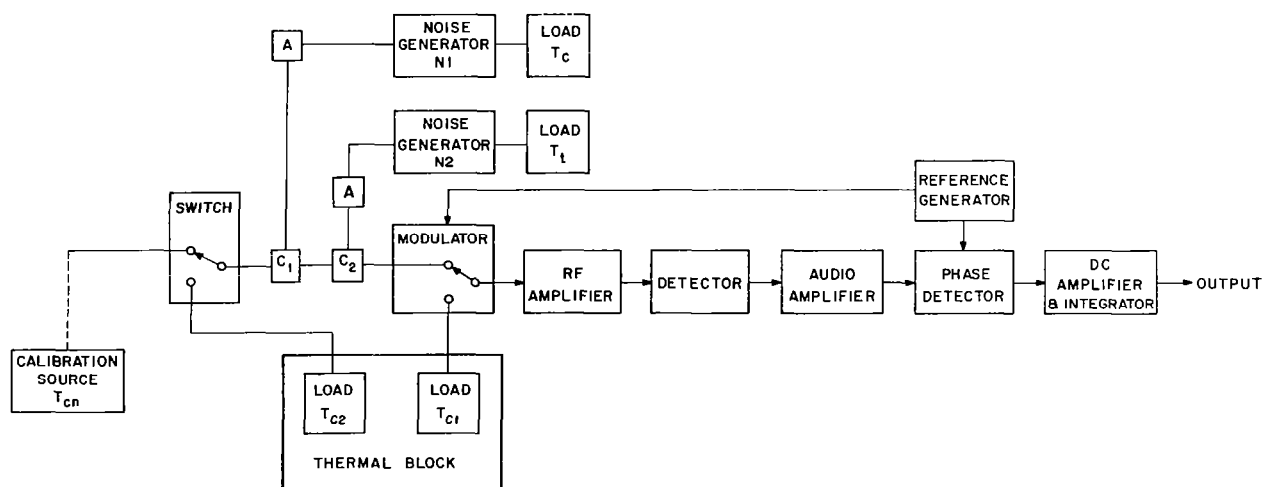 A
NOISE
GENERATOR
N1
LOAD
Tc
NOISE
GENERATOR
N2
LOAD
Tt
A
SWITCH
C1
C2
MODULATOR
REFERENCE
GENERATOR
RF
AMPLIFIER
DETECTOR
AUDIO
AMPLIFIER
PHASE
DETECTOR
DC
AMPLIFIER
& INTEGRATOR
OUTPUT
CALIBRATION
SOURCE
Tcn
LOAD
TC2
LOAD
TC1
THERMAL BLOCK